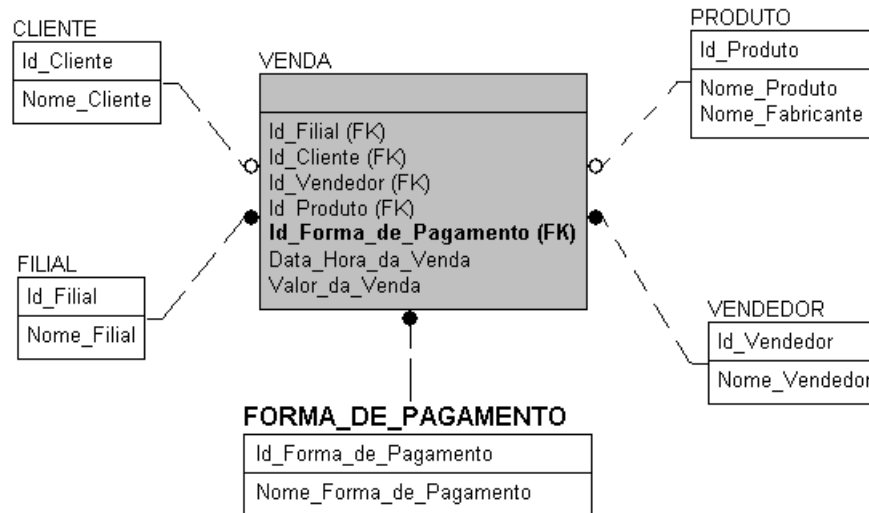 CLIENTE
Id_Cliente
Nome_Cliente
VENDA
Id_Filial (FK)
Id_Cliente (FK)
Id_Vendedor (FK)
Id_Produto (FK)
Id_Forma_de_Pagamento (FK)
Data_Hora_da_Venda
Valor_da_Venda
PRODUTO
Id_Produto
Nome_Produto
Nome_Fabricante
FILIAL
Id_Filial
Nome_Filial
VENDEDOR
Id_Vendedor
Nome_Vendedor
FORMA_DE_PAGAMENTO
Id_Forma_de_Pagamento
Nome_Forma_de_Pagamento